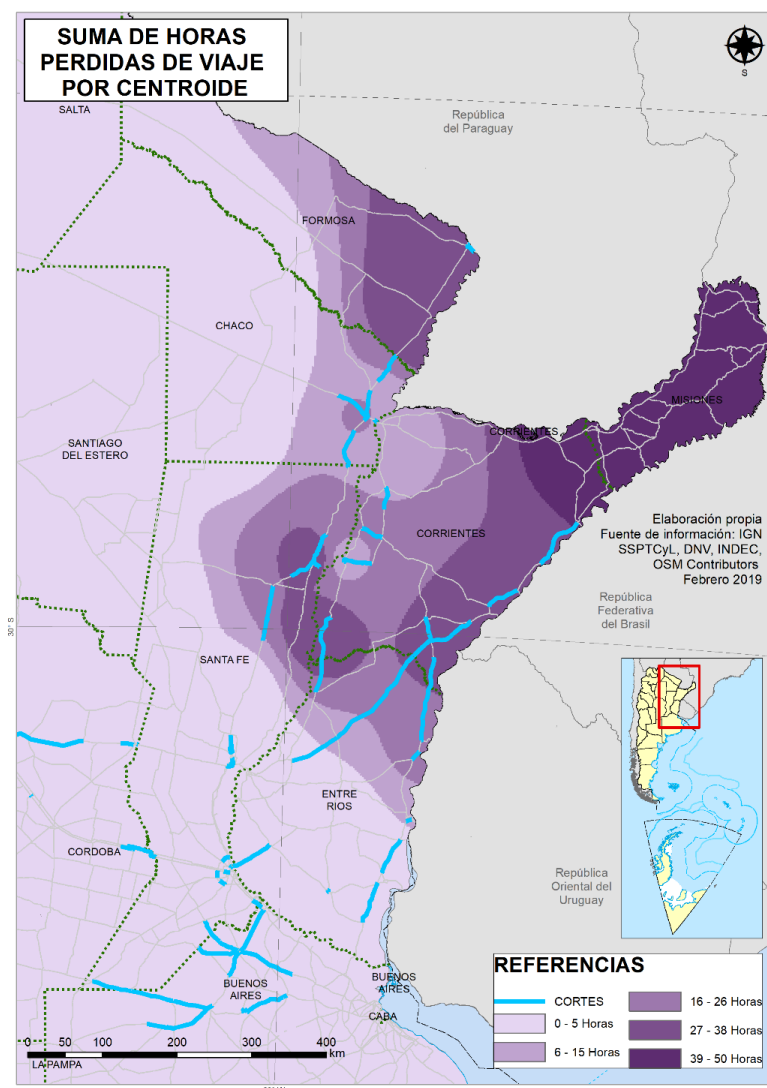 SUMA DE HORAS
PERDIDAS DE VIAJE
POR CENTROIDE
S
SALTA
República
del Paraguay
FORMOSA
CHACO
MISIONES
CORRIENTES
SANTIAGO
DEL ESTERO
CORRIENTES
Elaboración propia
Fuente de información: IGN
SSPTCyL, DNV, INDEC,
OSM Contributors
Febrero 2019
República
Federativa
del Brasil
30° S
SANTA FE
ENTRE
RIOS
CORDOBA
República
Oriental del
Uruguay
BUENOS
AIRES
BUENOS
AIRES
CABA
REFERENCIAS
CORTES
0 - 5 Horas
6 - 15 Horas
16 - 26 Horas
27 - 38 Horas
39 - 50 Horas
0 50 100 200 300 400
km
LA PAMPA